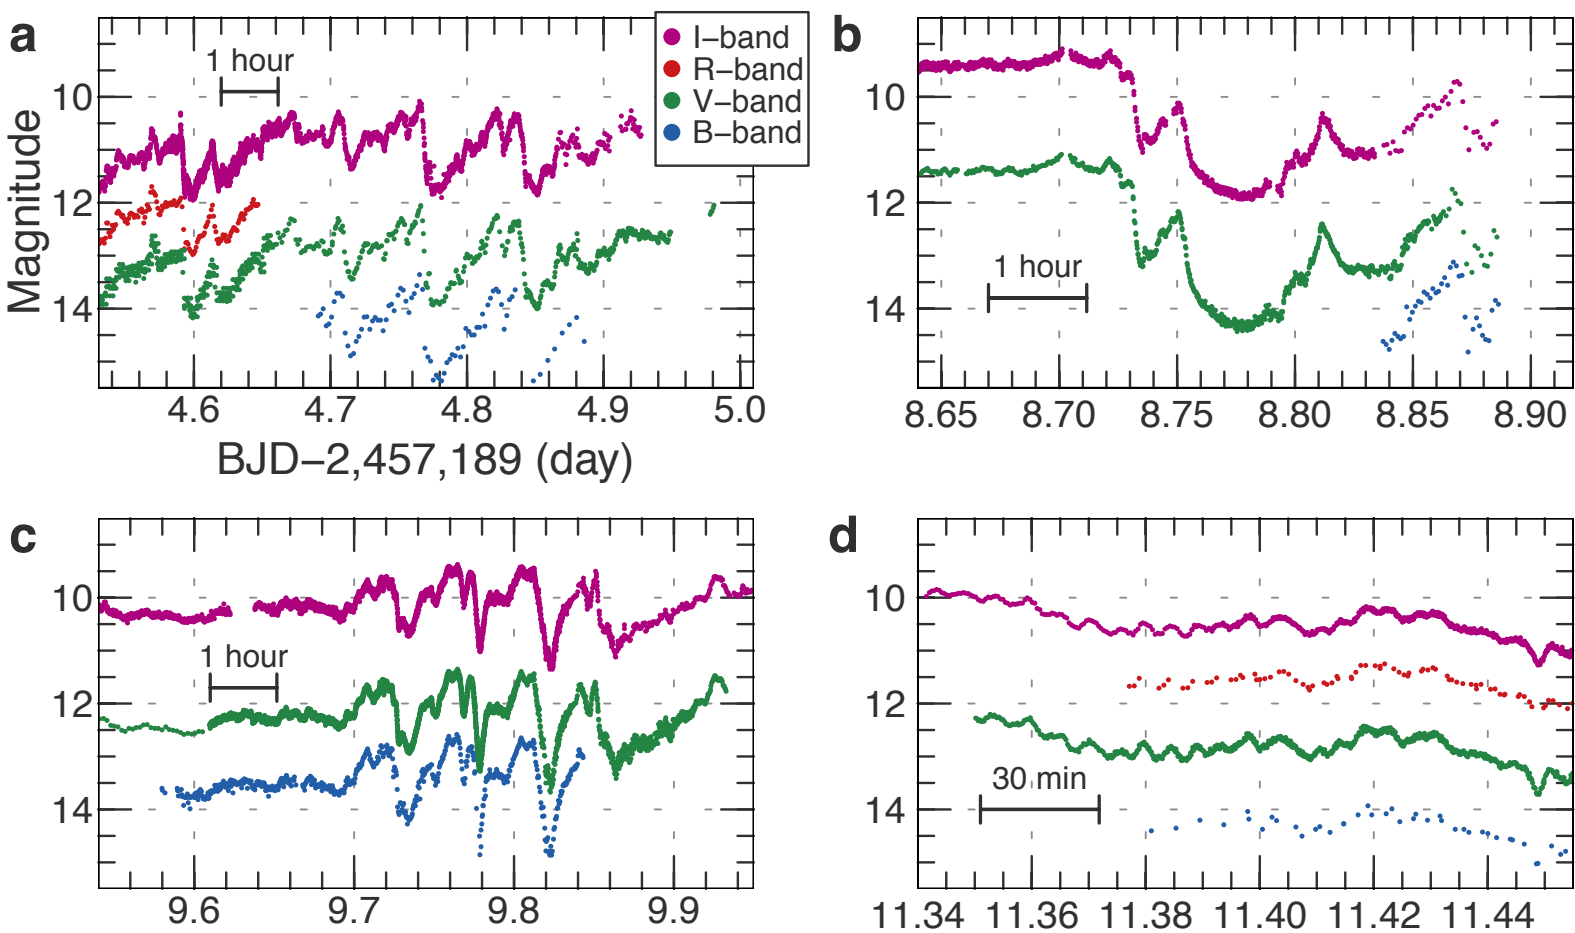 a
1 hour
I−band
R−band
V−band
B−band
Magnitude
10
12
14
4.6 4.7 4.8 4.9 5.0
BJD−2,457,189 (day)
b
10
12
14
1 hour
8.65 8.70 8.75 8.80 8.85 8.90
c
10
12
14
1 hour
9.6 9.7 9.8 9.9
d
10
12
14
30 min
11.34 11.36 11.38 11.40 11.42 11.44